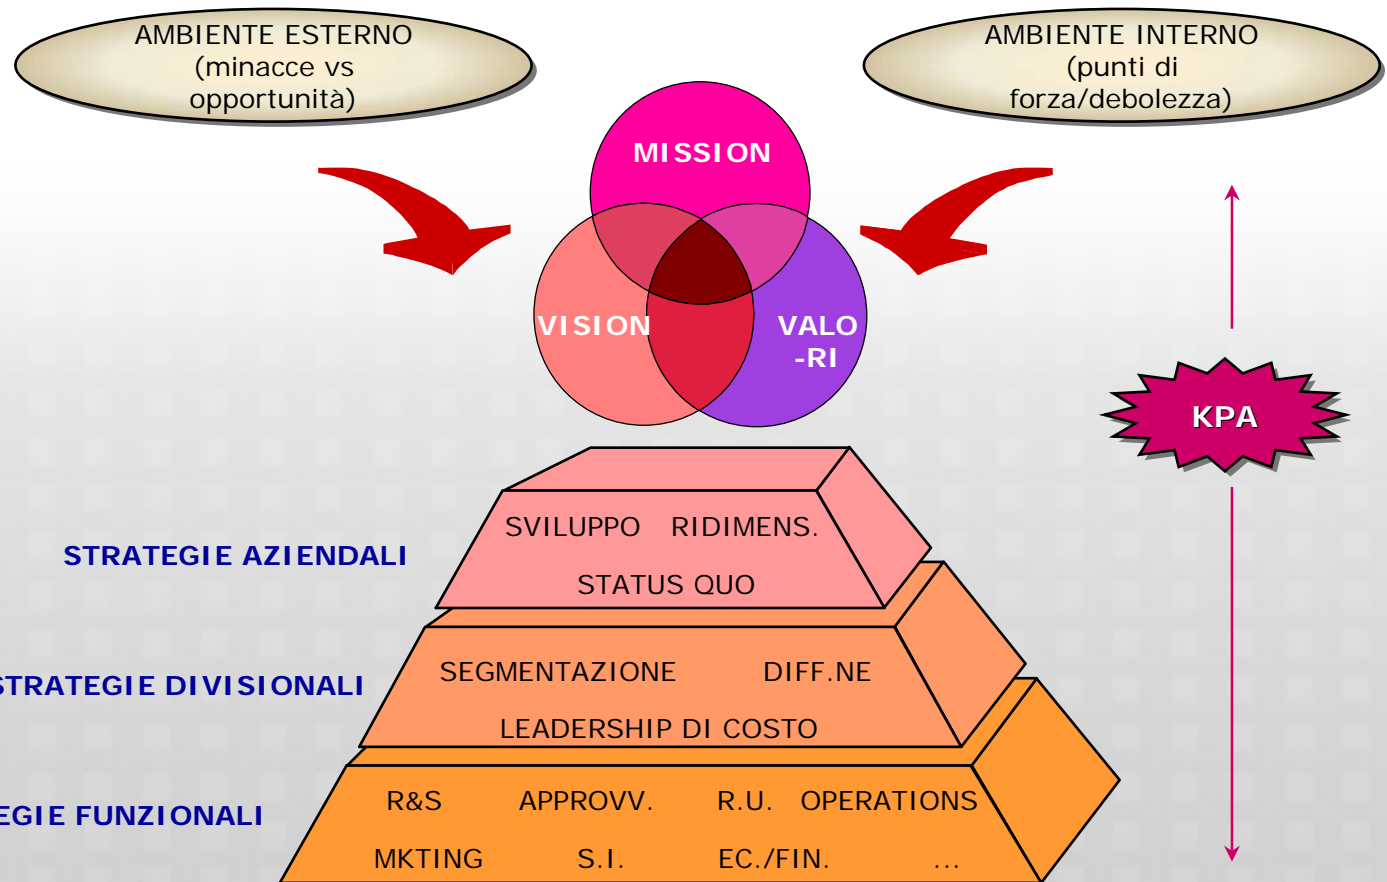 AMBIENTE ESTERNO
(minacce vs
opportunità)
AMBIENTE INTERNO
(punti di
forza/debolezza)
MISSION
VISION
VALO
-RI
KPA
STRATEGIE AZIENDALI
SVILUPPO RIDIMENS.
STATUS QUO
STRATEGIE DIVISIONALI
SEGMENTAZIONE DIFF.NE
LEADERSHIP DI COSTO
EGIE FUNZIONALI
R&S APPROVV. R.U. OPERATIONS
MKTING S.I. EC./FIN. ...